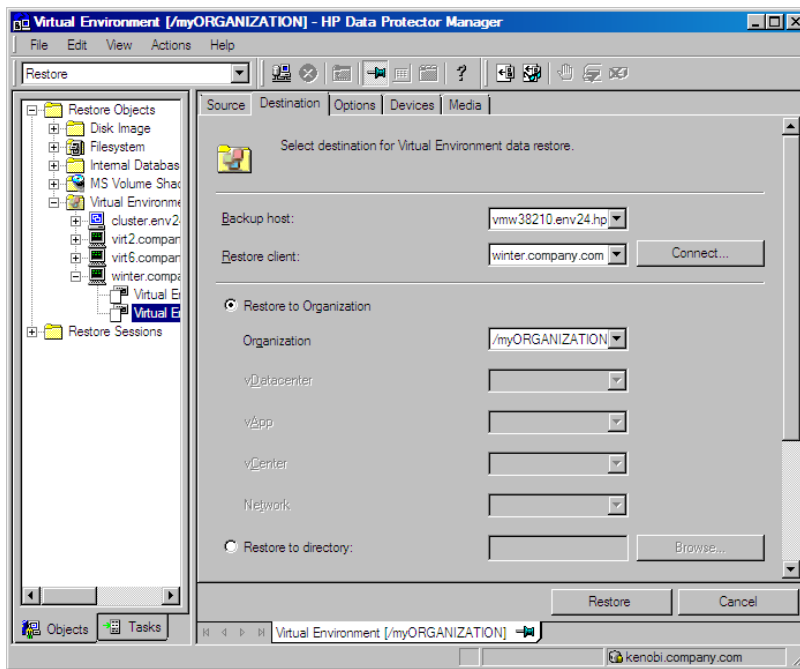 Virtual Environment [/myORGANIZATION] - HP Data Protector Manager
File Edit View Actions Help
Restore
Restore Objects
Disk Image
Filesystem
Internal Databas
MS Volume Shac
Virtual Environme
cluster.env24
virt2.compan
virt6.compan
winter.compa
Virtual E
Virtual E
Restore Sessions
Objects Tasks
Source Destination Options Devices Media
Select destination for Virtual Environment data restore.
Backup host: vmw38210.env24.hp
Restore client: winter.company.com Connect...
Restore to Organization
Organization /myORGANIZATION
vDatacenter
vApp
vCenter
Network
Restore to directory: Browse...
Restore Cancel
Virtual Environment [/myORGANIZATION]
kenobi.company.com